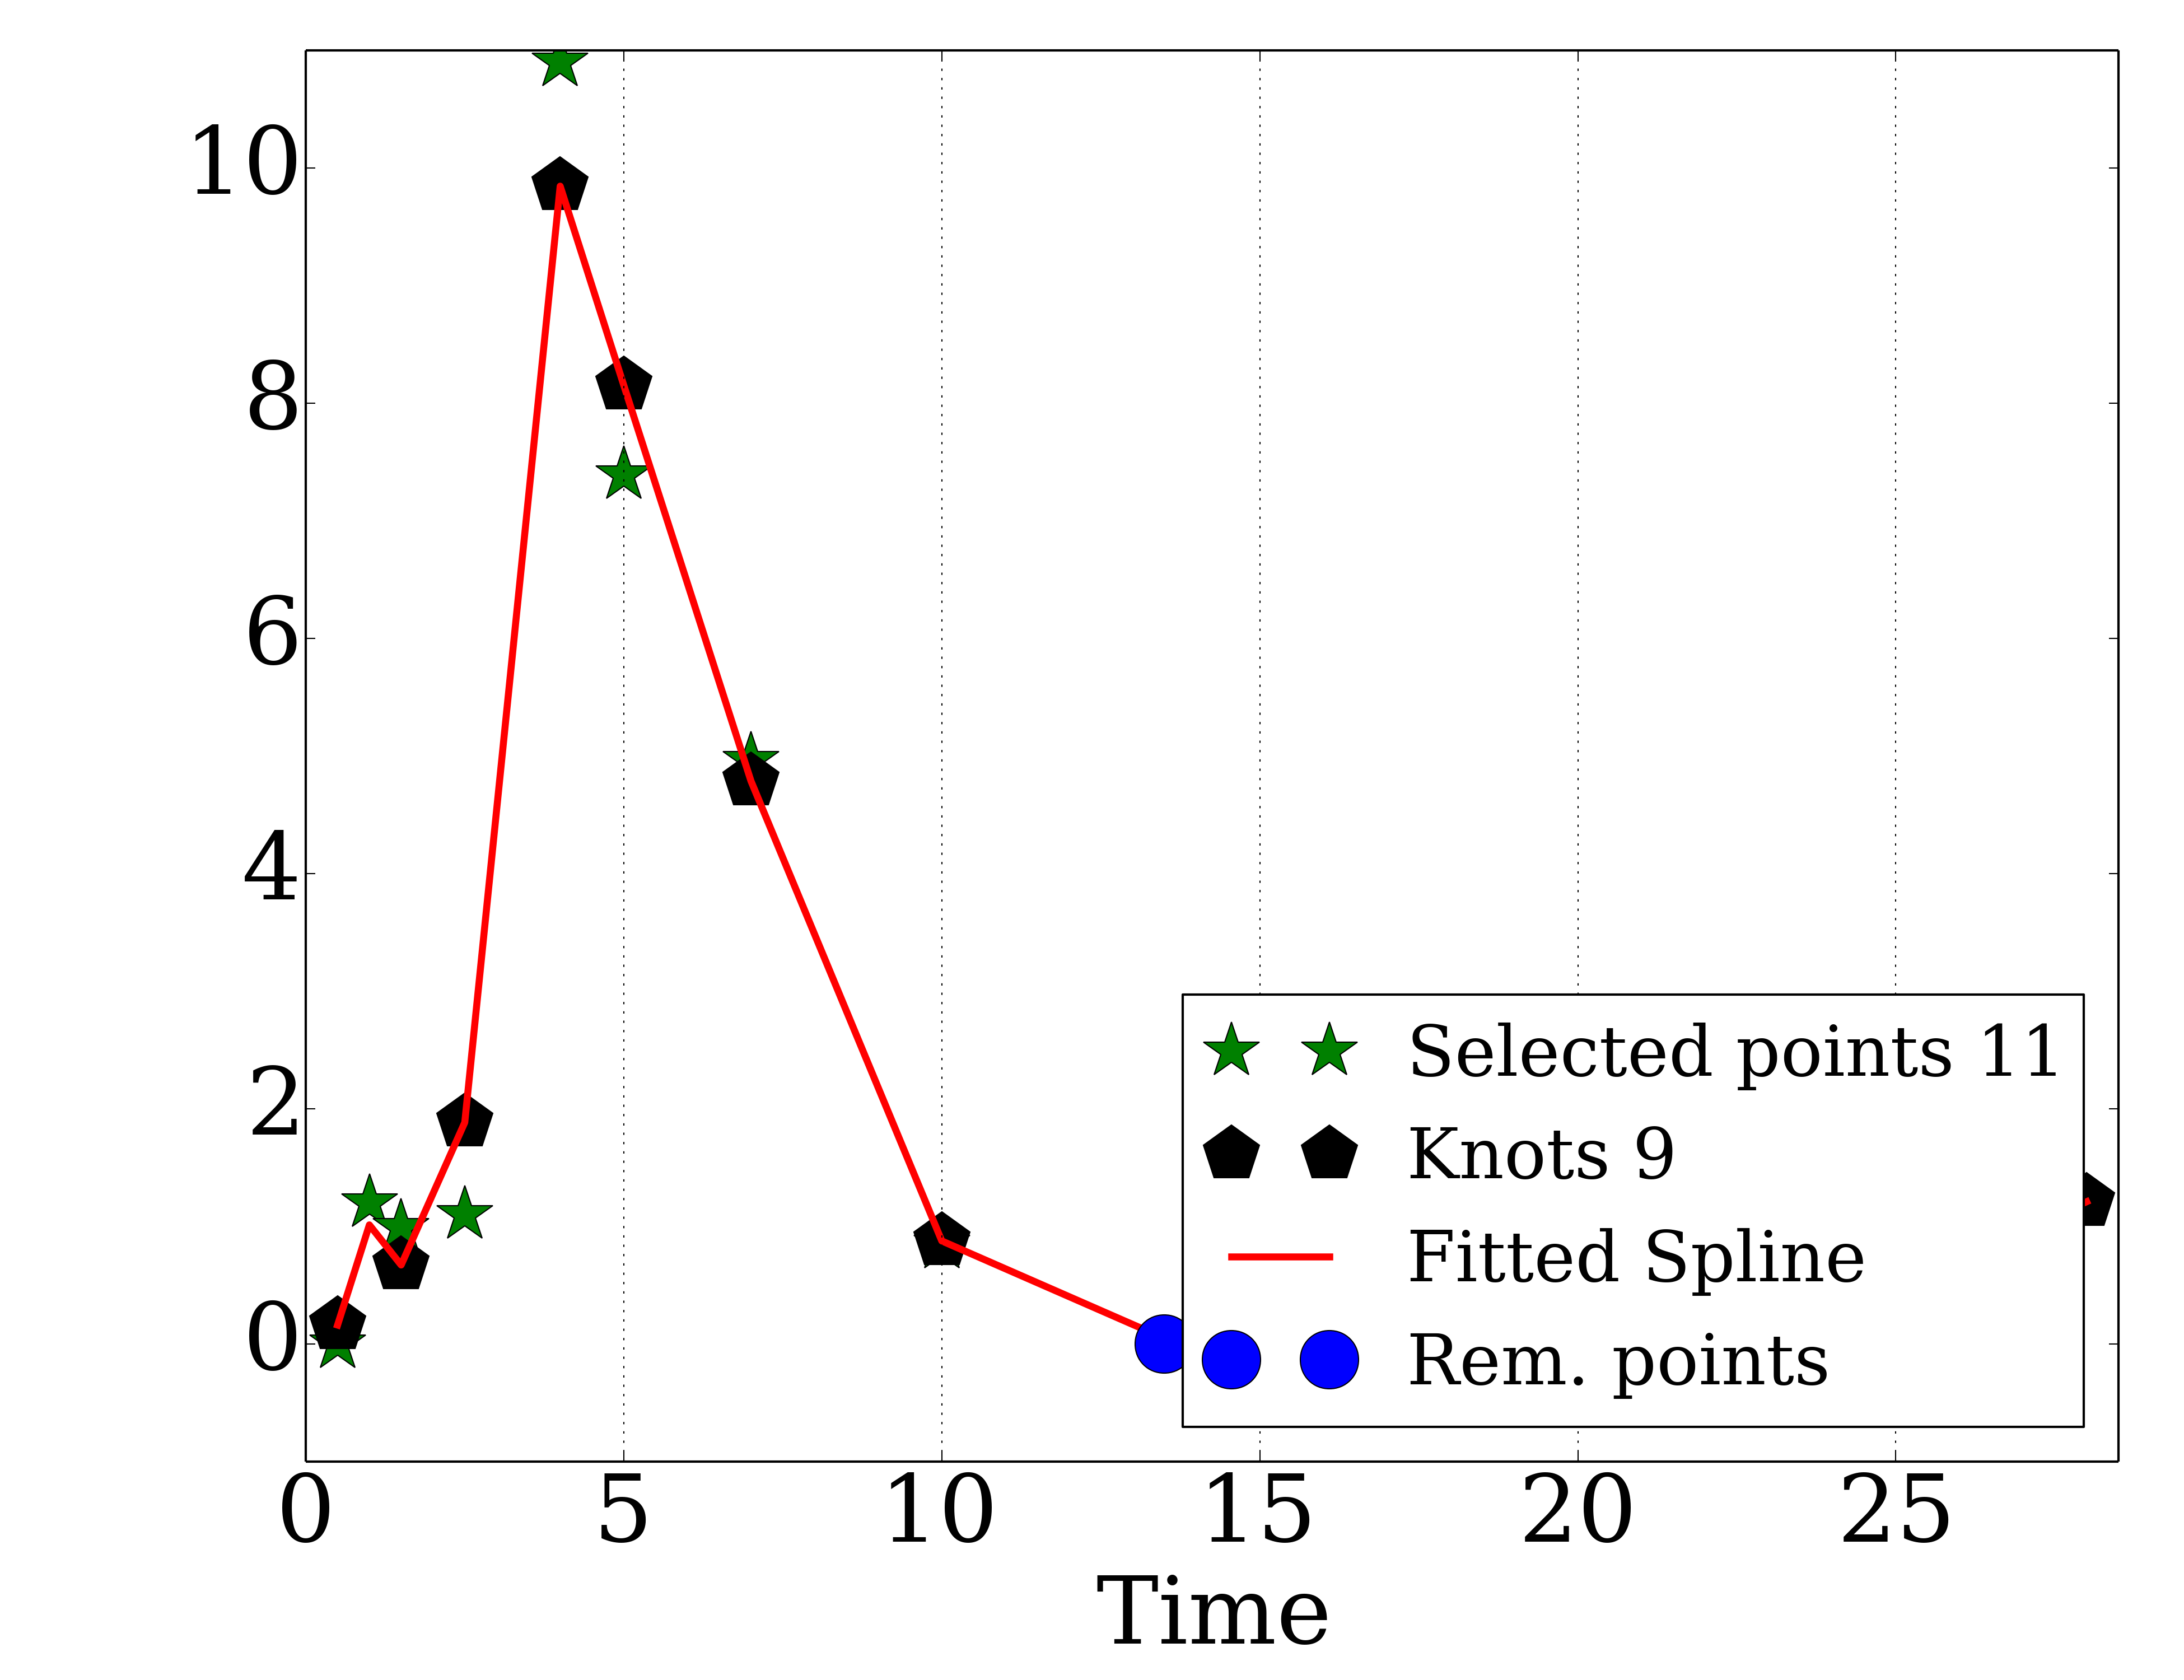 10
8
6
4
2
0
Selected points 11
Knots 9
Fitted Spline
Rem. points
0 5 10 15 20 25
Time